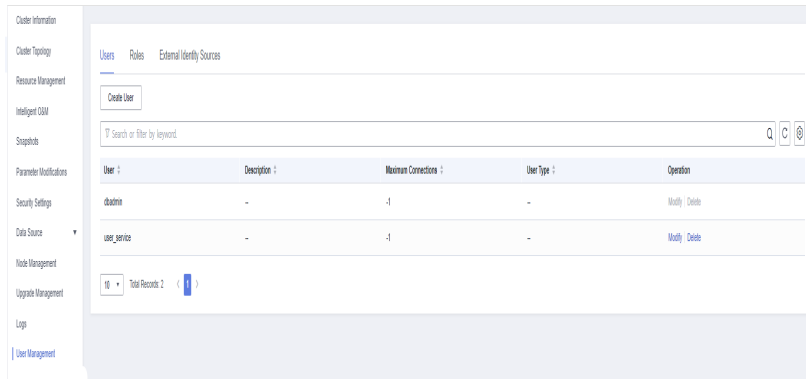 Cluster Information
Cluster Topology
Resource Management
Intelligent O&M
Snapshots
Parameter Modifications
Security Settings
Data Source
Node Management
Upgrade Management
Logs
User Management
Users Roles External Identity Sources
Create User
Search or filter by keyword.
User Description Maximum Connections User Type Operation
dbadmin -- -1 -- Modify | Delete
user_service -- -1 -- Modify | Delete
10 Total Records: 2 < 1 >